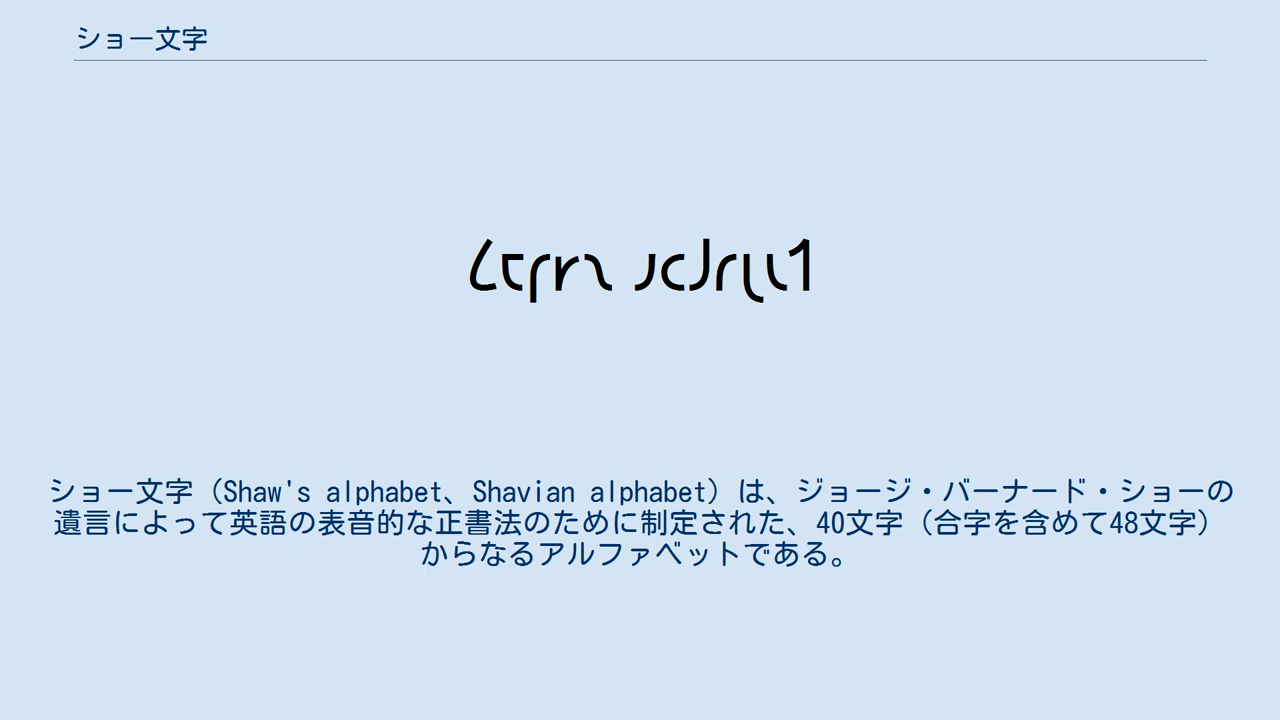 ショー文字
𐑖𐑱𐑝𐑾𐑯 𐑨𐑤𐑓𐑩𐑚𐑧𐑑
ショー文字（Shaw's alphabet、Shavian alphabet）は、ジョージ・バーナード・ショーの
遺言によって英語の表音的な正書法のために制定された、40文字（合字を含めて48文字）
からなるアルファベットである。